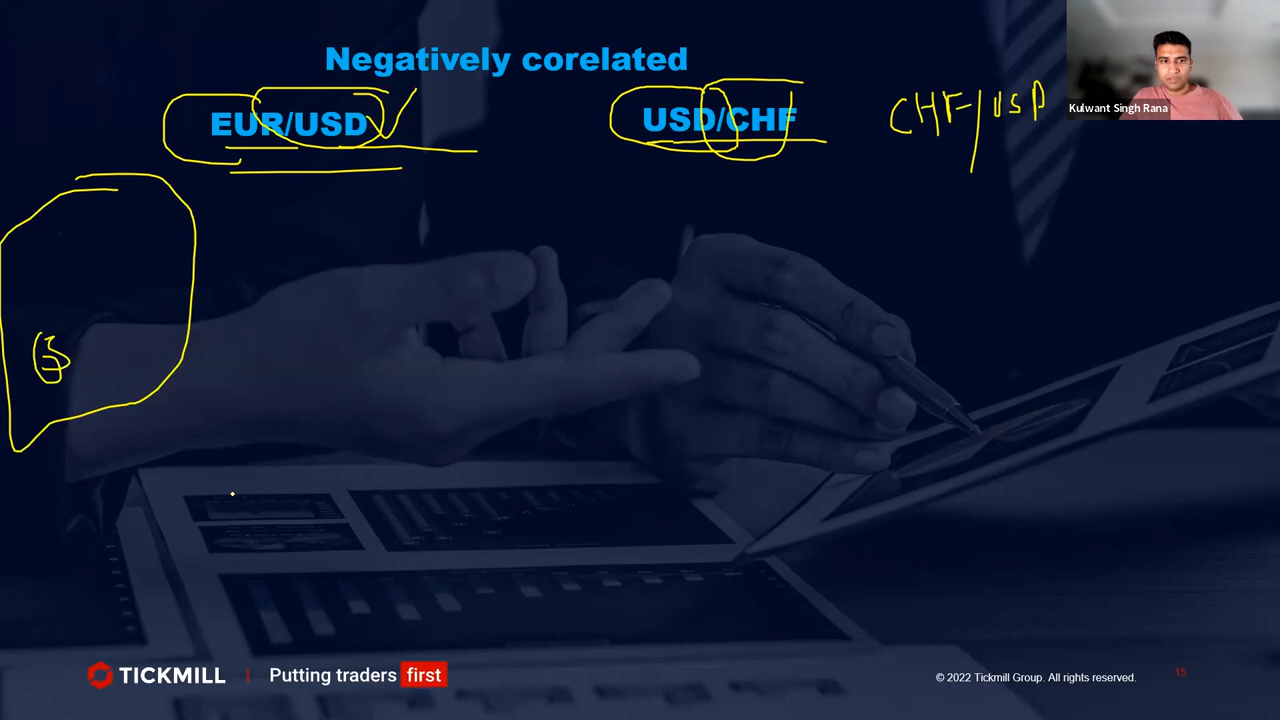 Negatively corelated
EUR/USD
USD/CHF
CHF/USD
Kulwant Singh Rana
TICKMILL | Putting traders first
© 2022 Tickmill Group. All rights reserved.
15